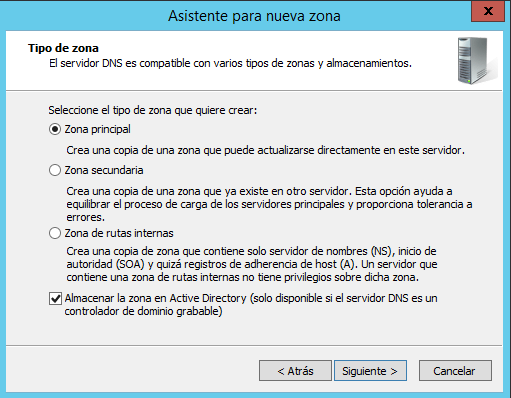 Asistente para nueva zona
x
Tipo de zona
El servidor DNS es compatible con varios tipos de zonas y almacenamientos.
Seleccione el tipo de zona que quiere crear:
Zona principal
Crea una copia de una zona que puede actualizarse directamente en este servidor.
Zona secundaria
Crea una copia de una zona que ya existe en otro servidor. Esta opción ayuda a
equilibrar el proceso de carga de los servidores principales y proporciona tolerancia a
errores.
Zona de rutas internas
Crea una copia de zona que contiene solo servidor de nombres (NS), inicio de
autoridad (SOA) y quizá registros de adherencia de host (A). Un servidor que
contiene una zona de rutas internas no tiene privilegios sobre dicha zona.
Almacenar la zona en Active Directory (solo disponible si el servidor DNS es un
controlador de dominio grabable)
< Atrás
Siguiente >
Cancelar